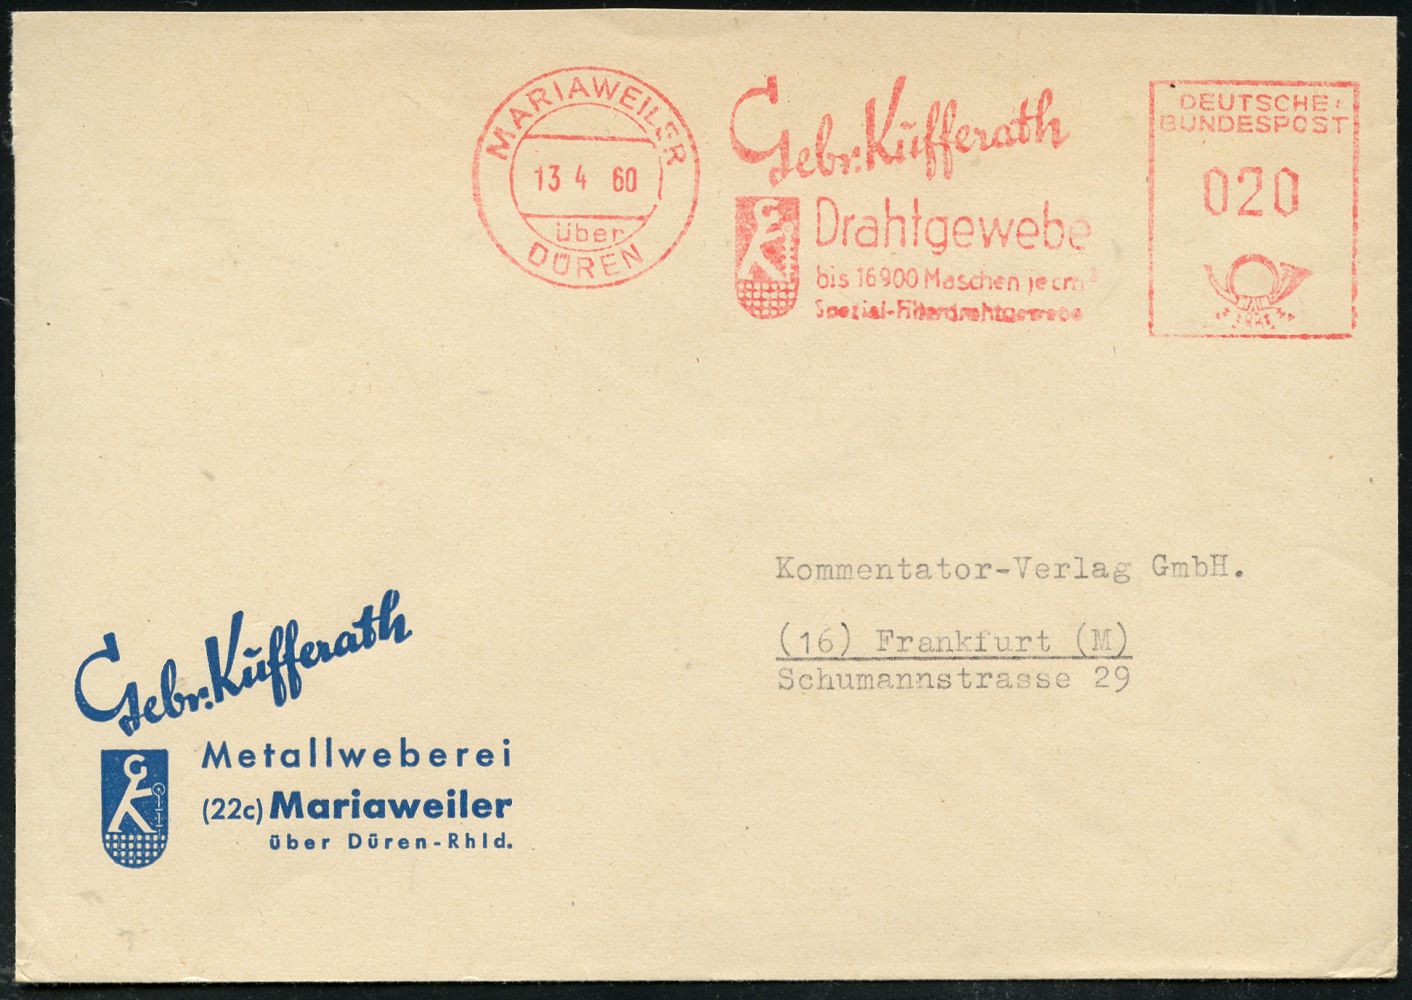 MARIAWEILER
13 4 60
über
DÜREN
Gebr. Kufferath
Drahtgewebe
bis 16900 Maschen je cm²
Spezial-Filterdrahtgewebe
DEUTSCHE
BUNDESPOST
020
Kommentator-Verlag GmbH.
(16) Frankfurt (M)
Schumannstrasse 29
Gebr. Kufferath
Metallweberei
(22c) Mariaweiler
über Düren-Rhld.